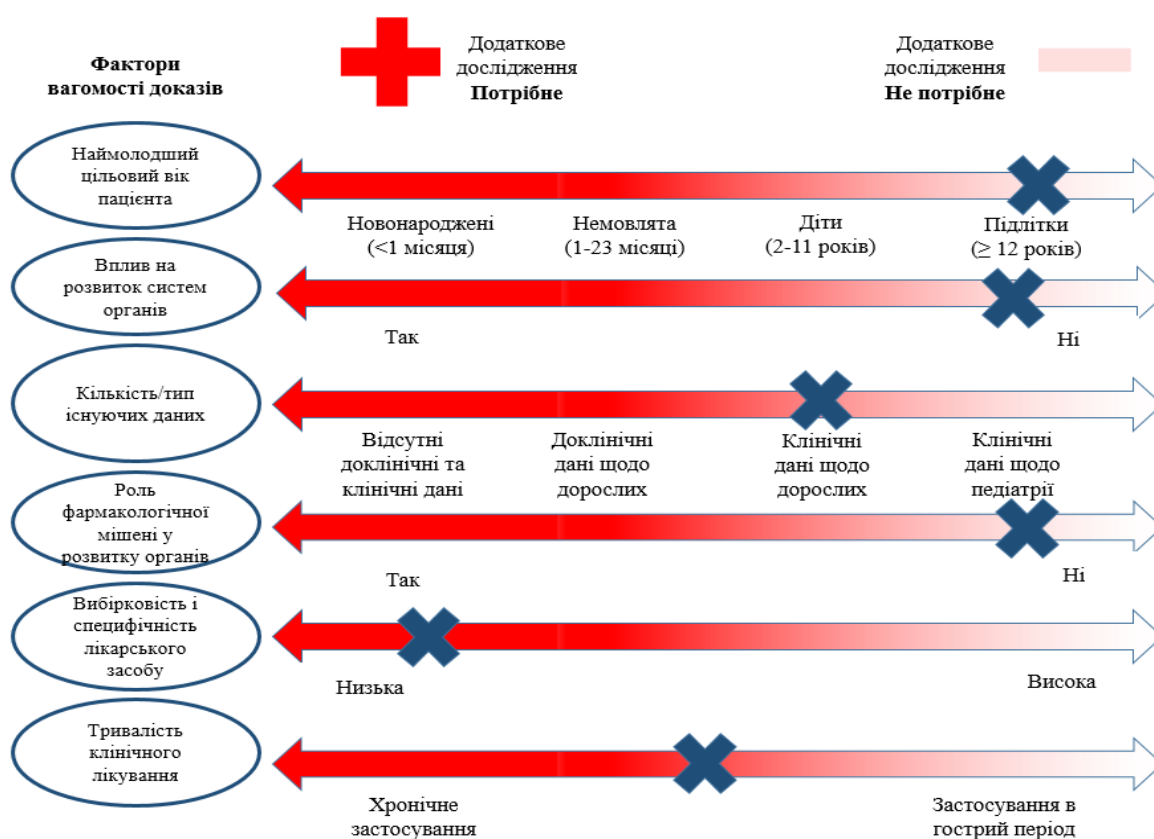 Фактори
вагомості доказів
Додаткове
дослідження
Потрібне
Додаткове
дослідження
Не потрібне
Наймолодший
цільовий вік
пацієнта
Новонароджені
(<1 місяця)
Немовлята
(1-23 місяці)
Діти
(2-11 років)
Підлітки
(≥ 12 років)
Вплив на
розвиток систем
органів
Так
Ні
Кількість/тип
існуючих даних
Відсутні
доклінічні та
клінічні дані
Доклінічні
дані щодо
дорослих
Клінічні
дані щодо
дорослих
Клінічні
дані щодо
педіатрії
Роль
фармакологічної
мішені у
розвитку органів
Так
Ні
Вибірковість і
специфічність
лікарського
засобу
Низька
Висока
Тривалість
клінічного
лікування
Хронічне
застосування
Застосування в
гострий період